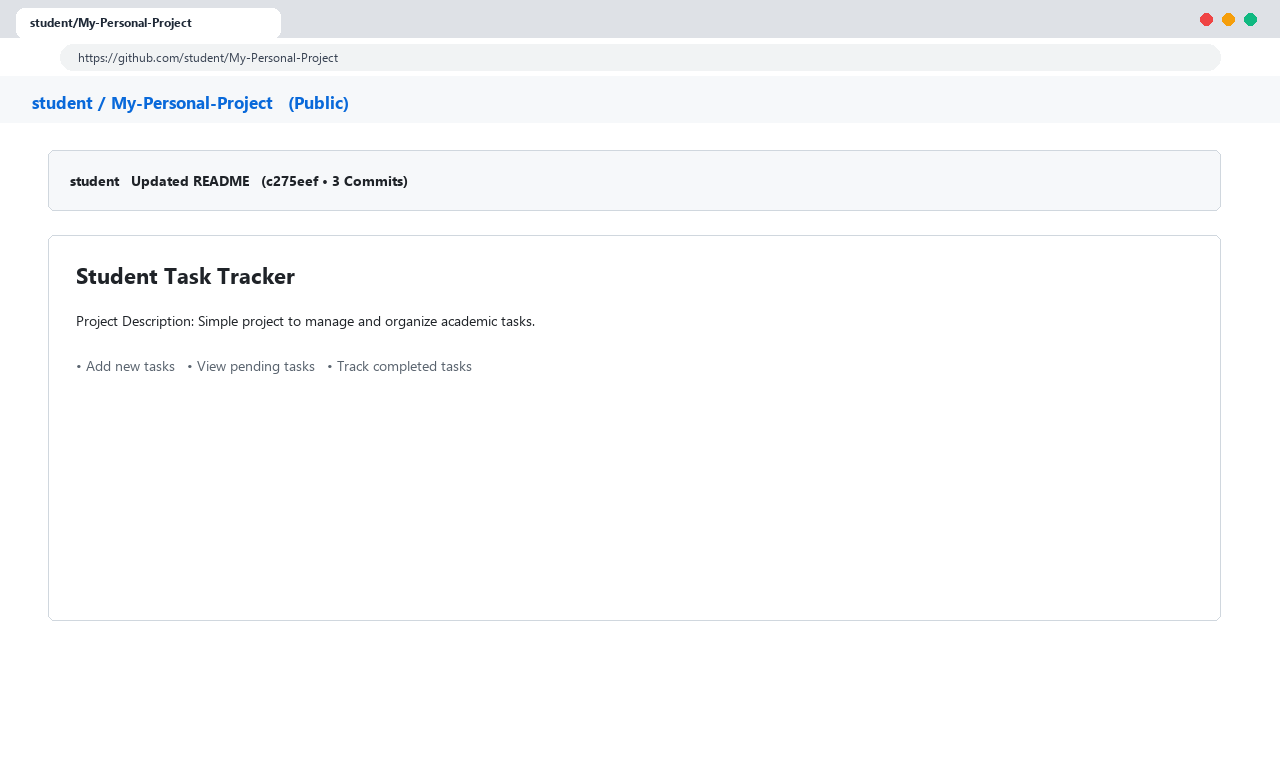 student/My-Personal-Project
https://github.com/student/My-Personal-Project
student / My-Personal-Project (Public)
student Updated README (c275eef • 3 Commits)
Student Task Tracker
Project Description: Simple project to manage and organize academic tasks.
• Add new tasks • View pending tasks • Track completed tasks